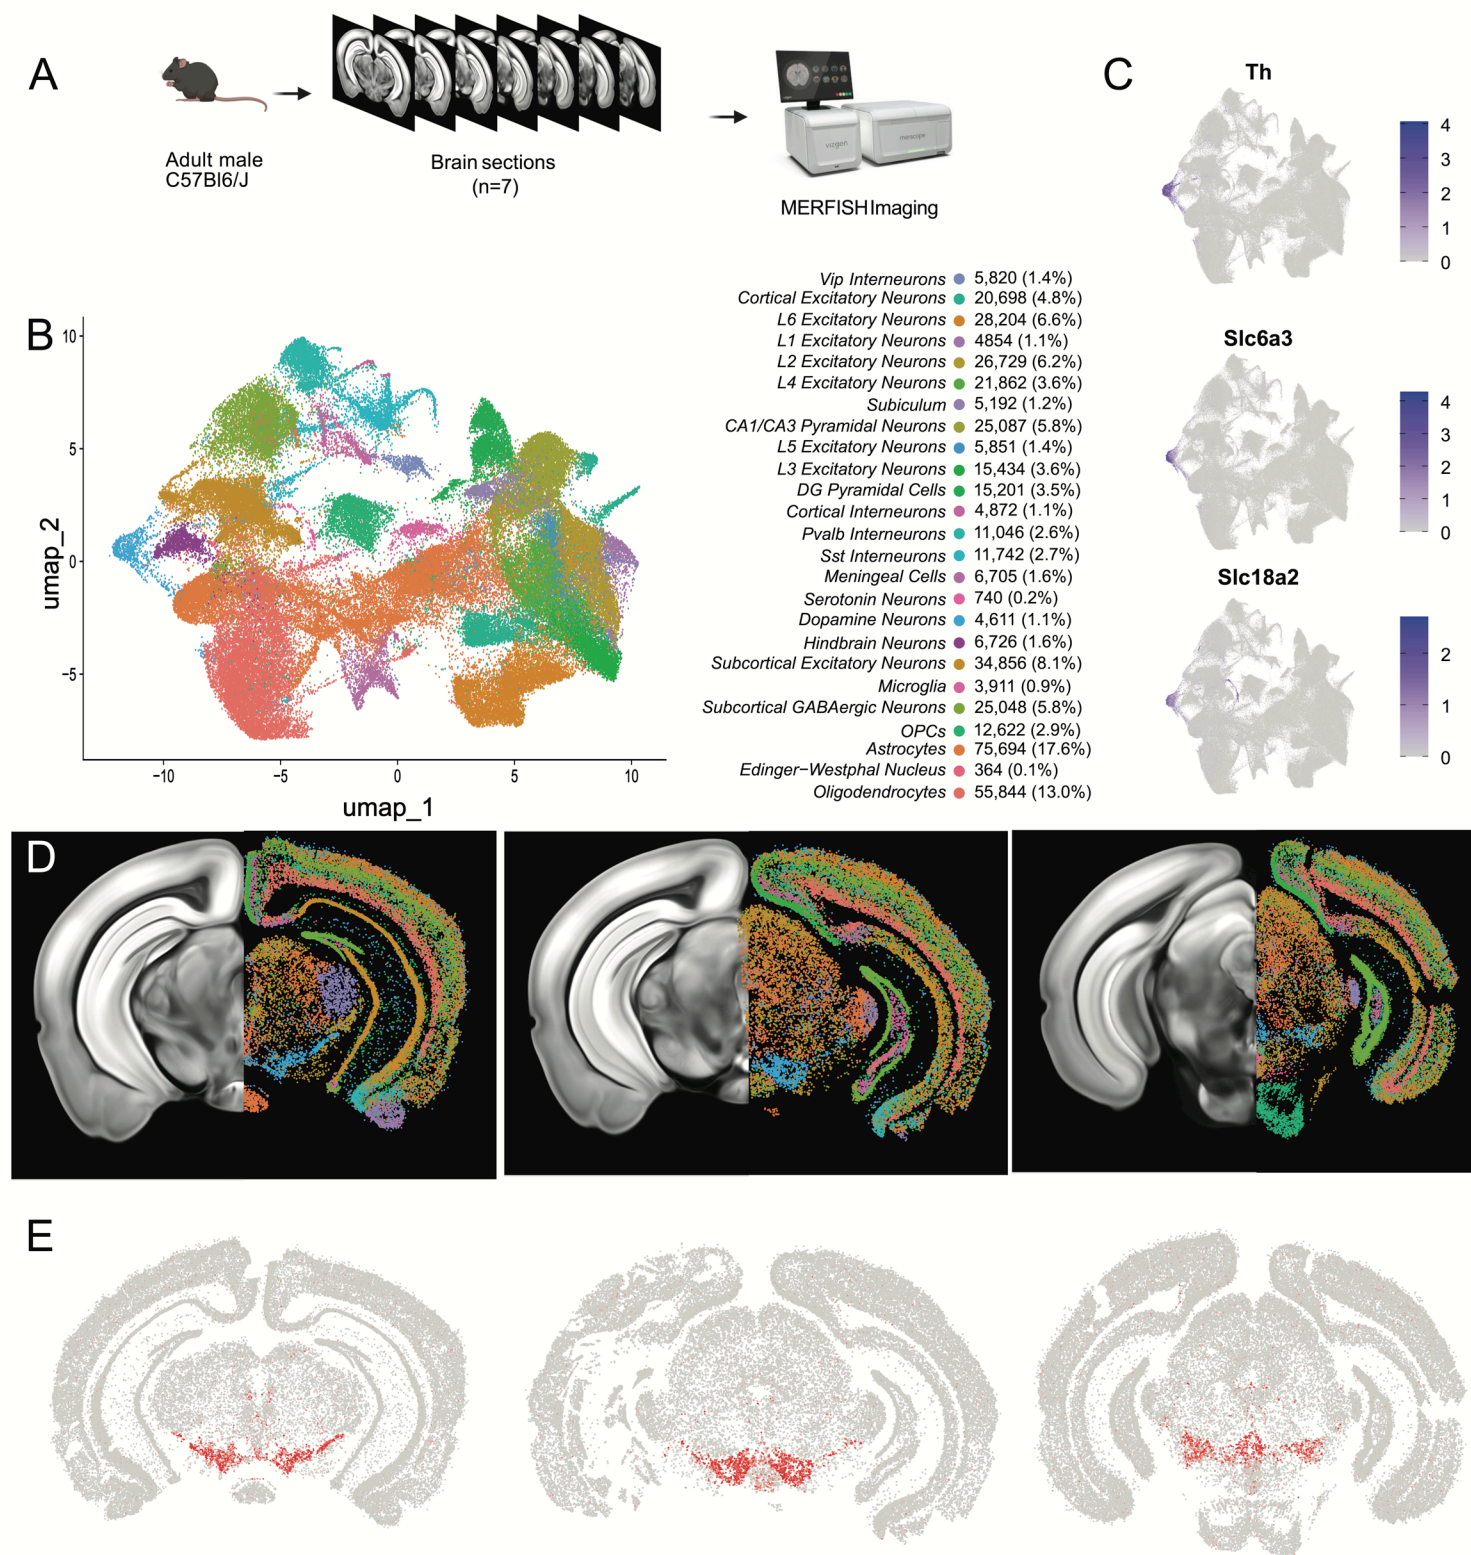 A
Adult male
C57Bl6/J
Brain sections
(n=7)
vizgen
merscope
MERFISH Imaging
C
Th
4
3
2
1
0
Slc6a3
4
3
2
1
0
Slc18a2
2
1
0
B
umap_2
10
5
0
−5
−10
−5
0
5
10
umap_1
Vip Interneurons 5,820 (1.4%)
Cortical Excitatory Neurons 20,698 (4.8%)
L6 Excitatory Neurons 28,204 (6.6%)
L1 Excitatory Neurons 4854 (1.1%)
L2 Excitatory Neurons 26,729 (6.2%)
L4 Excitatory Neurons 21,862 (3.6%)
Subiculum 5,192 (1.2%)
CA1/CA3 Pyramidal Neurons 25,087 (5.8%)
L5 Excitatory Neurons 5,851 (1.4%)
L3 Excitatory Neurons 15,434 (3.6%)
DG Pyramidal Cells 15,201 (3.5%)
Cortical Interneurons 4,872 (1.1%)
Pvalb Interneurons 11,046 (2.6%)
Sst Interneurons 11,742 (2.7%)
Meningeal Cells 6,705 (1.6%)
Serotonin Neurons 740 (0.2%)
Dopamine Neurons 4,611 (1.1%)
Hindbrain Neurons 6,726 (1.6%)
Subcortical Excitatory Neurons 34,856 (8.1%)
Microglia 3,911 (0.9%)
Subcortical GABAergic Neurons 25,048 (5.8%)
OPCs 12,622 (2.9%)
Astrocytes 75,694 (17.6%)
Edinger−Westphal Nucleus 364 (0.1%)
Oligodendrocytes 55,844 (13.0%)
D
E